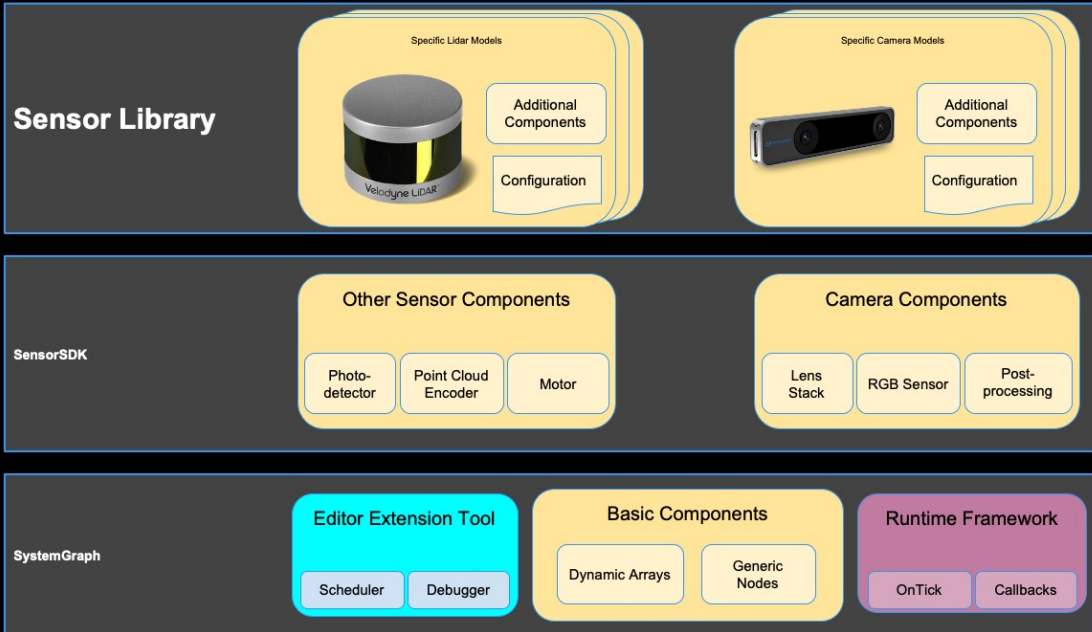 Sensor Library
Specific Lidar Models
Velodyne LiDAR
Additional
Components
Configuration
Specific Camera Models
Additional
Components
Configuration
SensorSDK
Other Sensor Components
Photo-
detector
Point Cloud
Encoder
Motor
Camera Components
Lens
Stack
RGB Sensor
Post-
processing
SystemGraph
Editor Extension Tool
Scheduler
Debugger
Basic Components
Dynamic Arrays
Generic
Nodes
Runtime Framework
OnTick
Callbacks